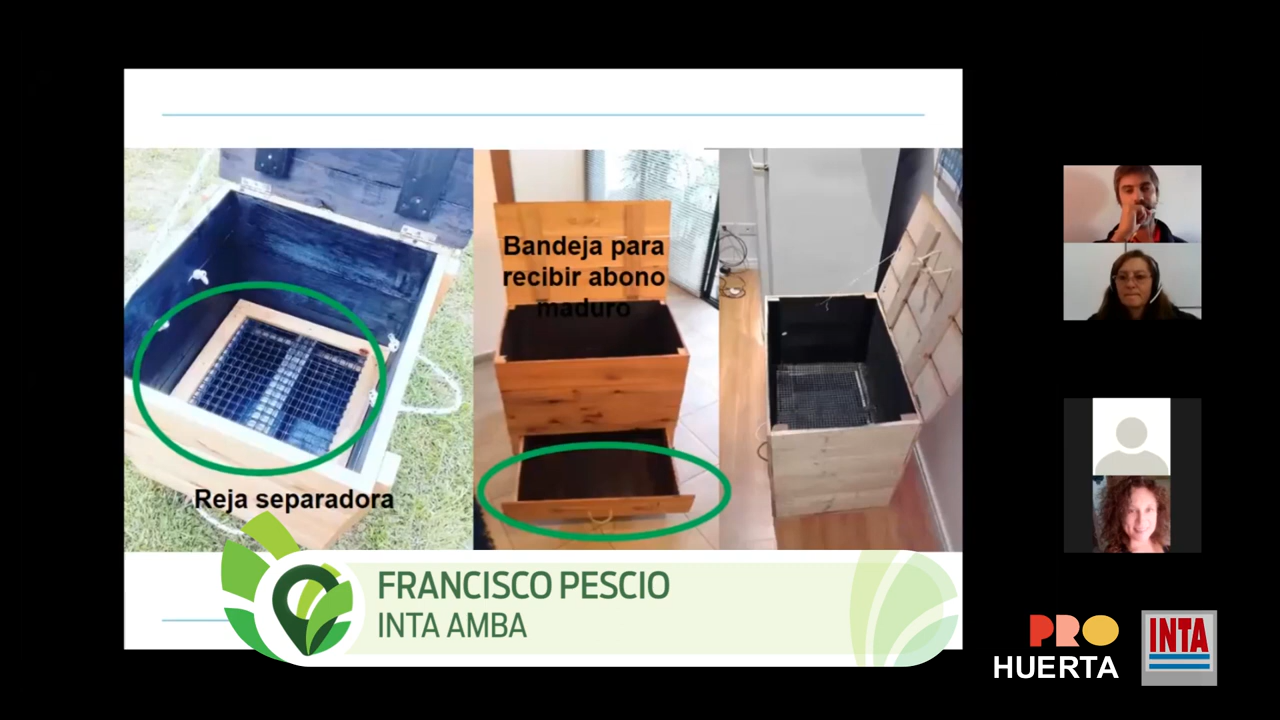 Bandeja para
recibir abono
maduro
Reja separadora
FRANCISCO PESCIO
INTA AMBA
PRO
HUERTA
INTA